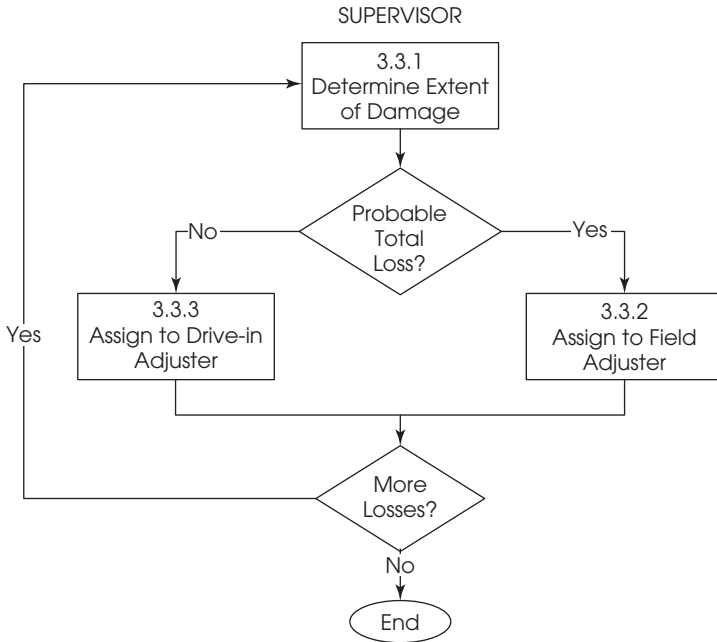 SUPERVISOR
3.3.1
Determine Extent
of Damage
Probable
Total
Loss?
No
Yes
3.3.3
Assign to Drive-in
Adjuster
3.3.2
Assign to Field
Adjuster
Yes
More
Losses?
No
End